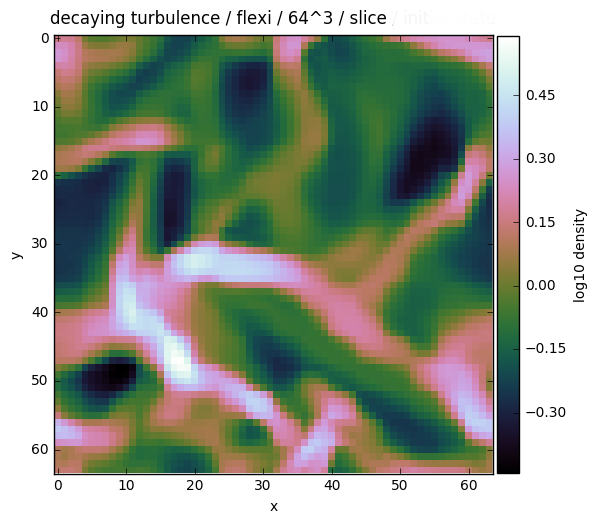 decaying turbulence / flexi / 64^3 / slice / init
0
10
20
30
40
50
60
y
0 10 20 30 40 50 60
x
0.45
0.30
0.15
0.00
−0.15
−0.30
log10 density